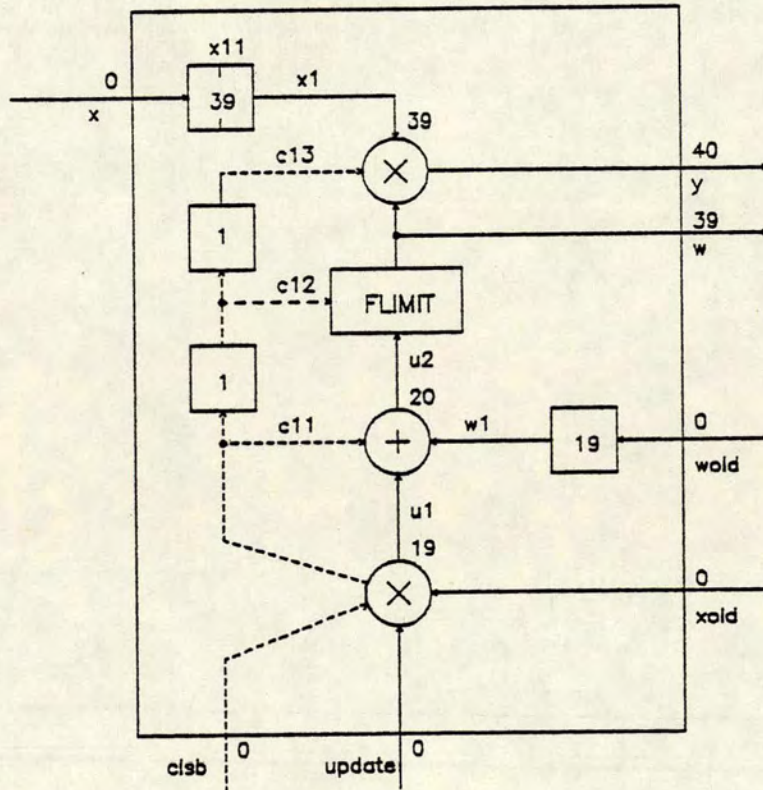 x11
0
39
x1
x
39
c13
40
y
1
39
w
c12
FLIMIT
u2
1
20
c11
+
w1
19
0
wold
u1
19
0
xold
0
0
clsb
update